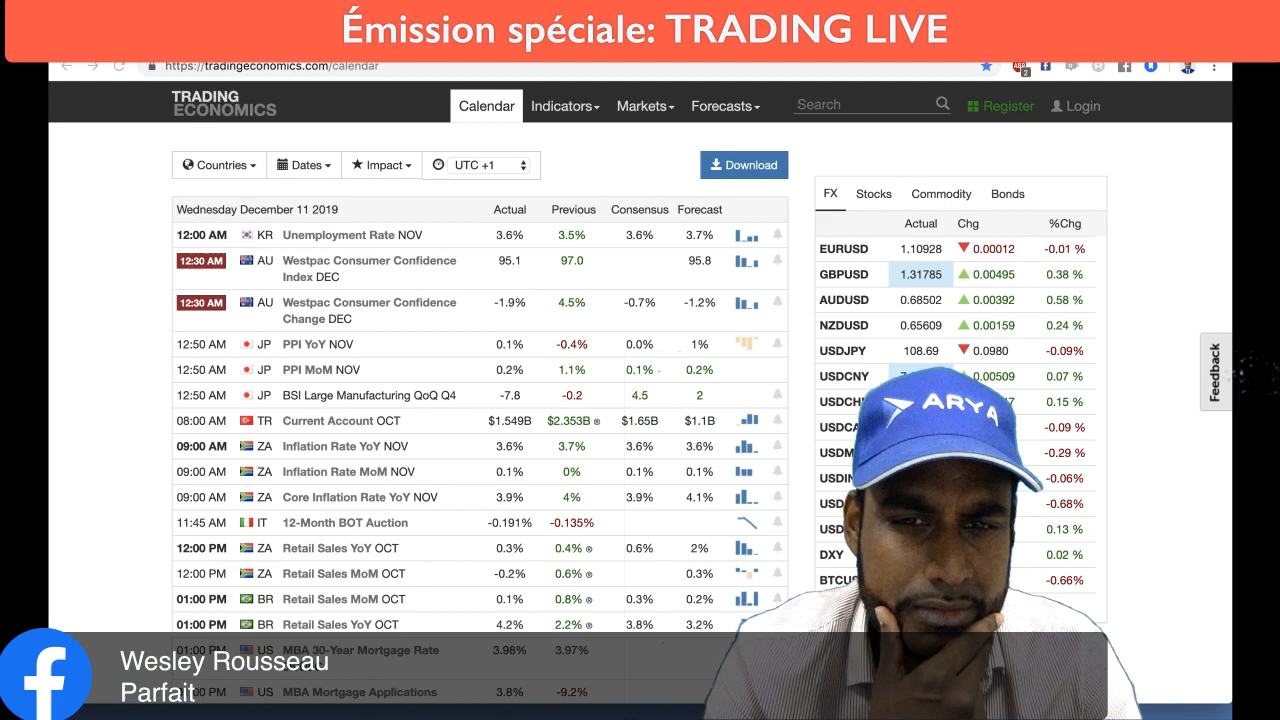 Émission spéciale: TRADING LIVE
https://tradingeconomics.com/calendar
ABP
2
TRADING
ECONOMICS
Calendar Indicators Markets Forecasts Search Register Login
Countries Dates Impact UTC +1 Download
FX Stocks Commodity Bonds
Wednesday December 11 2019 Actual Previous Consensus Forecast
12:00 AM KR Unemployment Rate NOV 3.6% 3.5% 3.6% 3.7%
12:30 AM AU Westpac Consumer Confidence 95.1 97.0 95.8
Index DEC
12:30 AM AU Westpac Consumer Confidence -1.9% 4.5% -0.7% -1.2%
Change DEC
12:50 AM JP PPI YoY NOV 0.1% -0.4% 0.0% 1%
12:50 AM JP PPI MoM NOV 0.2% 1.1% 0.1% 0.2%
12:50 AM JP BSI Large Manufacturing QoQ Q4 -7.8 -0.2 4.5 2
08:00 AM TR Current Account OCT $1.549B $2.353B ® $1.65B $1.1B
09:00 AM ZA Inflation Rate YoY NOV 3.6% 3.7% 3.6% 3.6%
09:00 AM ZA Inflation Rate MoM NOV 0.1% 0% 0.1% 0.1%
09:00 AM ZA Core Inflation Rate YoY NOV 3.9% 4% 3.9% 4.1%
11:45 AM IT 12-Month BOT Auction -0.191% -0.135%
12:00 PM ZA Retail Sales YoY OCT 0.3% 0.4% ® 0.6% 2%
12:00 PM ZA Retail Sales MoM OCT -0.2% 0.6% ® 0.3%
01:00 PM BR Retail Sales MoM OCT 0.1% 0.8% ® 0.3% 0.2%
01:00 PM BR Retail Sales YoY OCT 4.2% 2.2% ® 3.8% 3.2%
01:00 PM US MBA 30-Year Mortgage Rate 3.98% 3.97%
PM US MBA Mortgage Applications 3.8% -9.2%
Actual Chg %Chg
EURUSD 1.10928 0.00012 -0.01 %
GBPUSD 1.31785 0.00495 0.38 %
AUDUSD 0.68502 0.00392 0.58 %
NZDUSD 0.65609 0.00159 0.24 %
USDJPY 108.69 0.0980 -0.09%
USDCNY 0.00509 0.07 %
0.15 %
-0.09 %
-0.29 %
-0.06%
-0.68%
0.13 %
DXY 0.02 %
-0.66%
Feedback
ARYA
Wesley Rousseau
Parfait